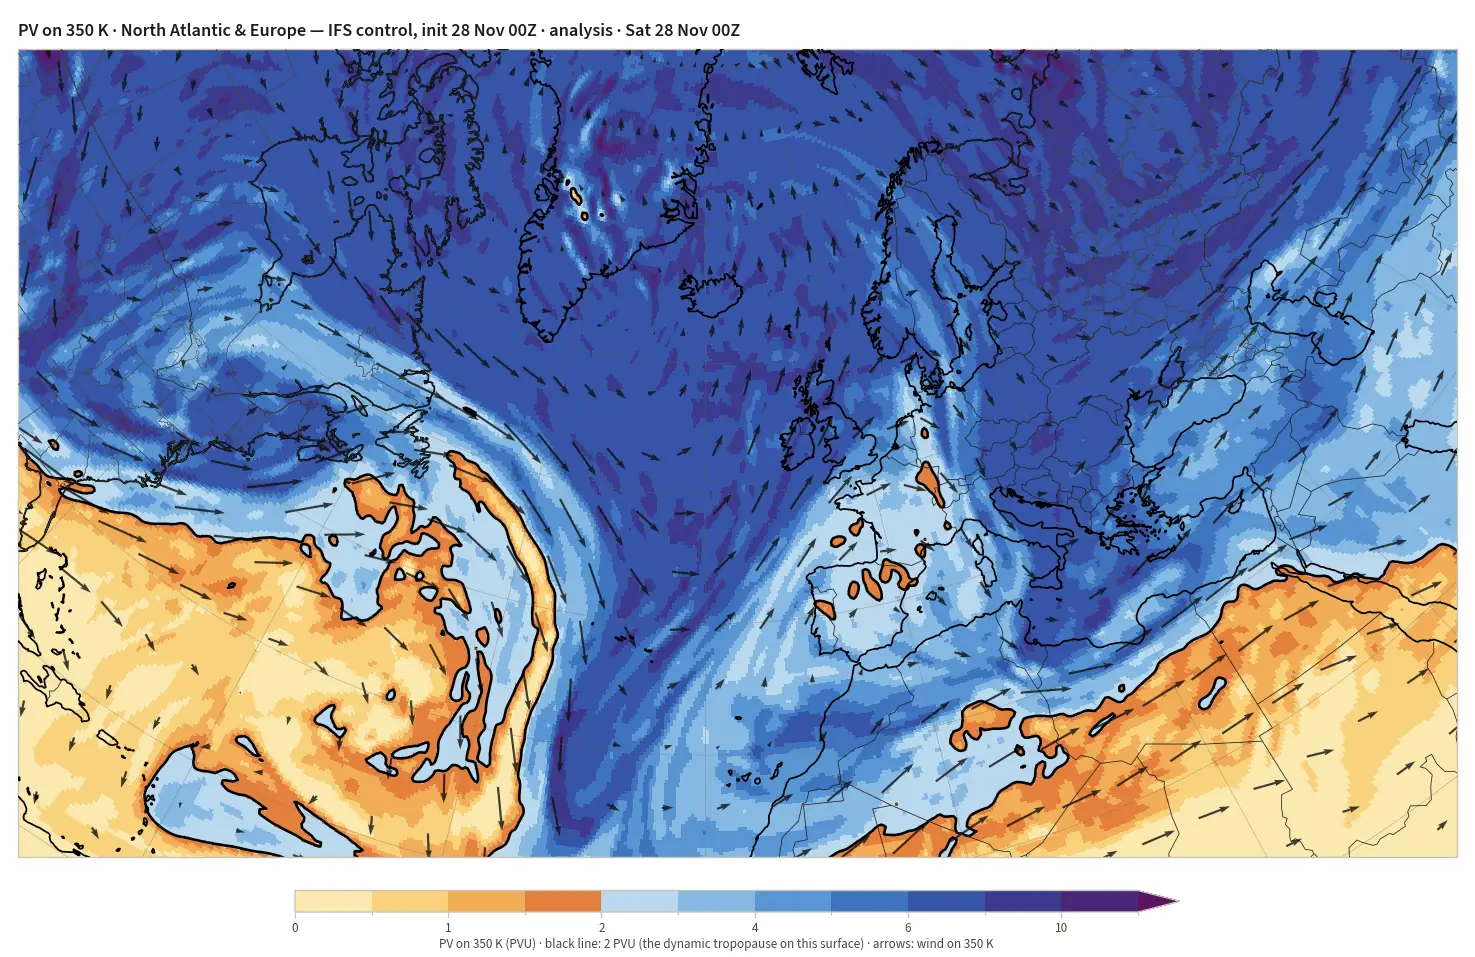 PV on 350 K · North Atlantic & Europe — IFS control, init 28 Nov 00Z · analysis · Sat 28 Nov 00Z
0 1 2 4 6 10
PV on 350 K (PVU) · black line: 2 PVU (the dynamic tropopause on this surface) · arrows: wind on 350 K